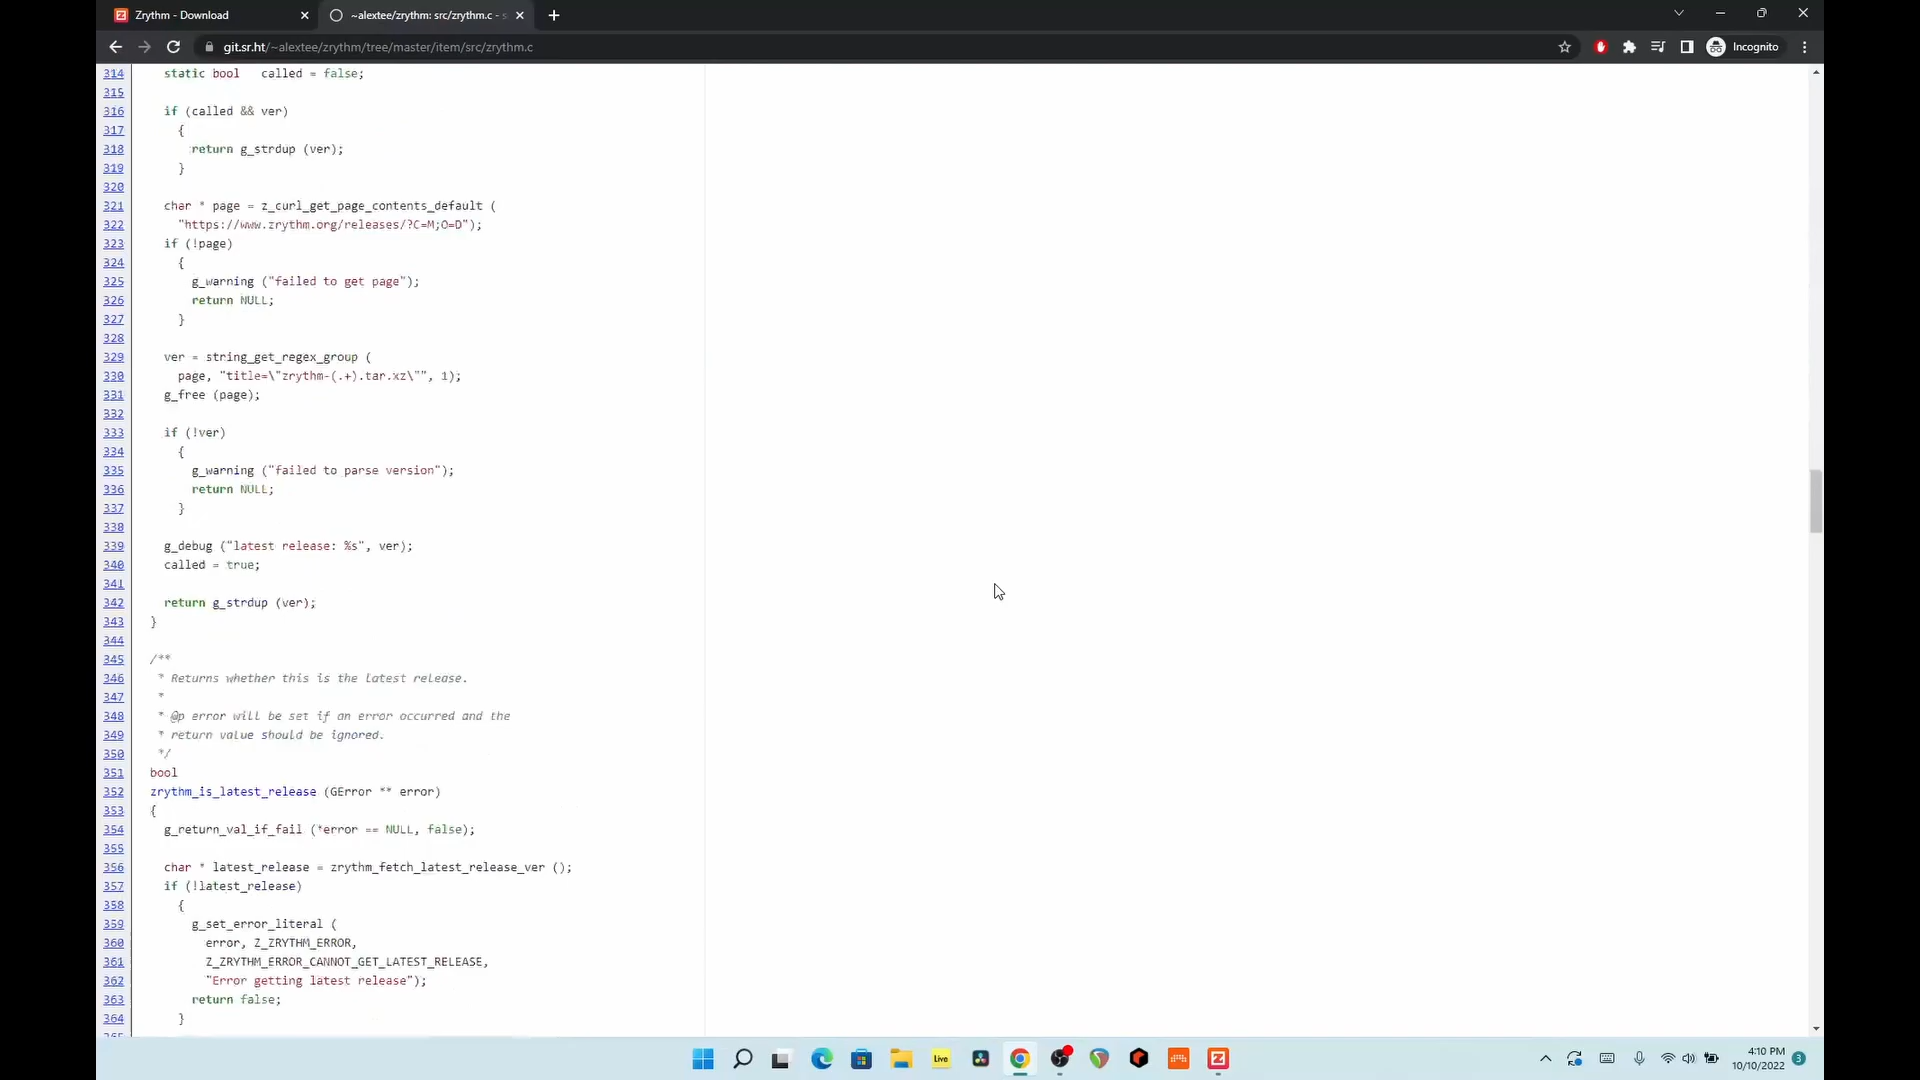 Zrythm - Download
~alextee/zrythm: src/zrythm.c - s
git.sr.ht/~alextee/zrythm/tree/master/item/src/zrythm.c
Incognito
314 static bool called = false;
315
316 if (called && ver)
317 {
318 return g_strdup (ver);
319 }
320
321 char * page = z_curl_get_page_contents_default (
322 "https://www.zrythm.org/releases/?C=M;O=D");
323 if (!page)
324 {
325 g_warning ("failed to get page");
326 return NULL;
327 }
328
329 ver = string_get_regex_group (
330 page, "title=\"zrythm-(.+).tar.xz\"", 1);
331 g_free (page);
332
333 if (!ver)
334 {
335 g_warning ("failed to parse version");
336 return NULL;
337 }
338
339 g_debug ("latest release: %s", ver);
340 called = true;
341
342 return g_strdup (ver);
343 }
344
345 /**
346 * Returns whether this is the latest release.
347 *
348 * @p error will be set if an error occurred and the
349 * return value should be ignored.
350 */
351 bool
352 zrythm_is_latest_release (GError ** error)
353 {
354 g_return_val_if_fail (*error == NULL, false);
355
356 char * latest_release = zrythm_fetch_latest_release_ver ();
357 if (!latest_release)
358 {
359 g_set_error_literal (
360 error, Z_ZRYTHM_ERROR,
361 Z_ZRYTHM_ERROR_CANNOT_GET_LATEST_RELEASE,
362 "Error getting latest release");
363 return false;
364 }
Live
4:10 PM
10/10/2022
3